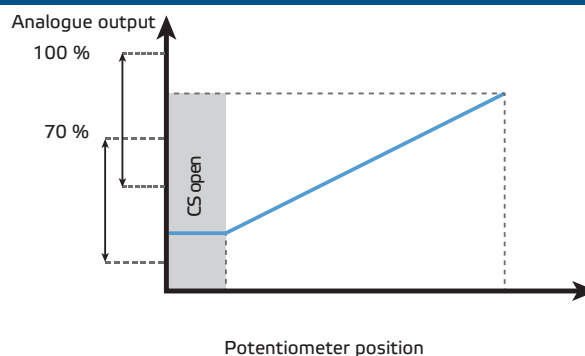 Analogue output
100 %
70 %
CS open
Potentiometer position